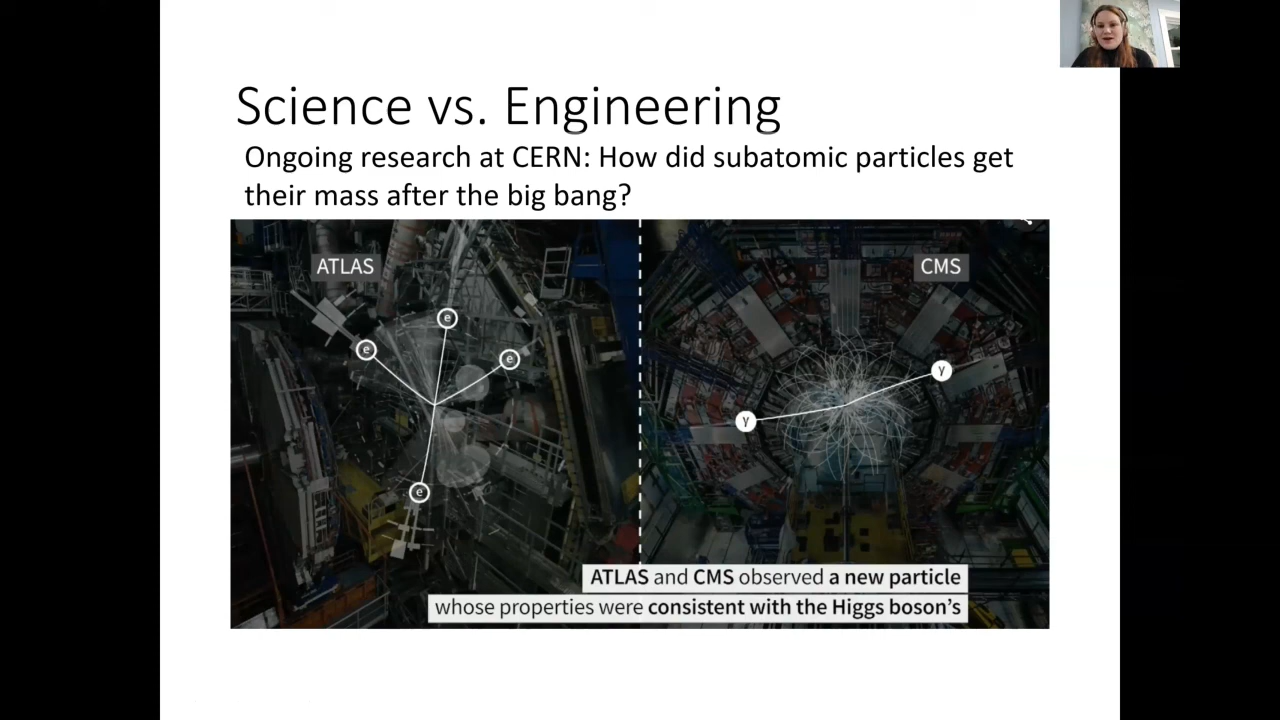 Science vs. Engineering
Ongoing research at CERN: How did subatomic particles get
their mass after the big bang?
ATLAS
CMS
e
e
e
e
γ
γ
ATLAS and CMS observed a new particle
whose properties were consistent with the Higgs boson's